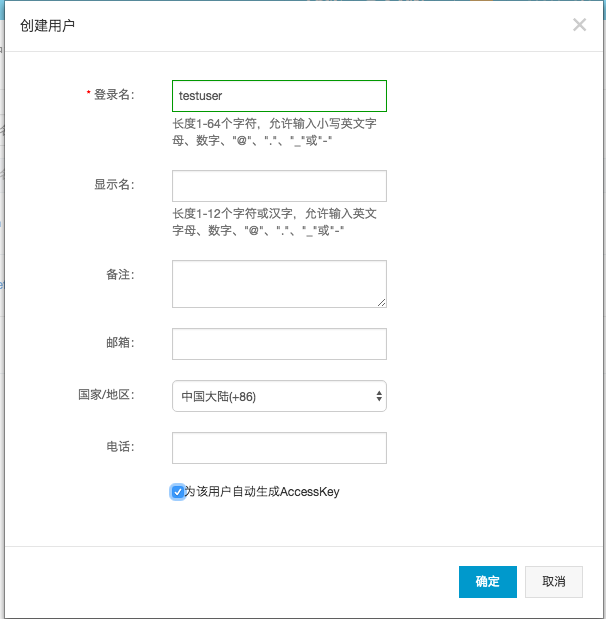 创建用户
* 登录名：
testuser
长度1-64个字符，允许输入小写英文字
母、数字、"@"、"."、"_"或"-"
显示名：
长度1-12个字符或汉字，允许输入英文
字母、数字、"@"、"."、"_"或"-"
备注：
邮箱：
国家/地区：
中国大陆(+86)
电话：
为该用户自动生成AccessKey
确定
取消